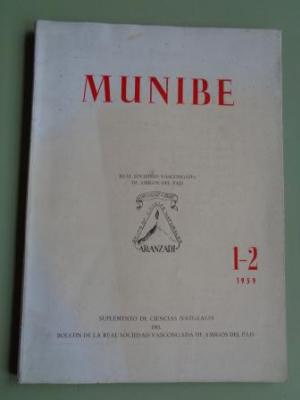 MUNIBE
REAL SOCIEDAD VASCONGADA
DE AMIGOS DEL PAIS
ARANZADI
1-2
1959
SUPLEMENTO DE CIENCIAS NATURALES
DEL
BOLETIN DE LA REAL SOCIEDAD VASCONGADA DE AMIGOS DEL PAIS